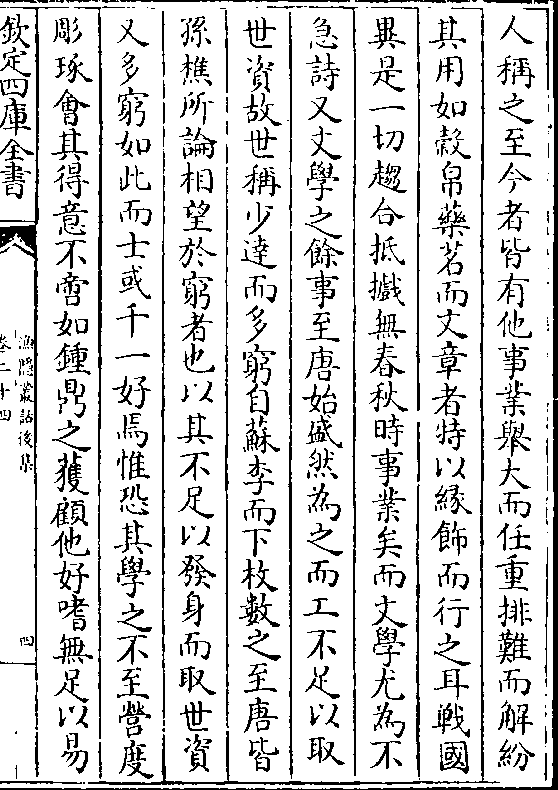 人稱之至今者皆有他事業舉大而任重排難而解紛
其用如穀帛藥茗而文章者特以緣飾而行之耳戰國
異是一切趨合抵巇無春秋時事業矣而文學尤為不
急詩又文學之餘事至唐始盛然為之而工不足以取
世資故世稱少達而多窮自蘇李而下枚數之至唐皆
孫樵所論相望於窮者也以其不足以發身而取世資
又多窮如此而士或千一好焉惟恐其學之不至營度
彫琢會其得意不啻如鍾鼎之獲顧他好嗜無足以易
欽定四庫全書
漁隱叢話後集
卷二十四
四